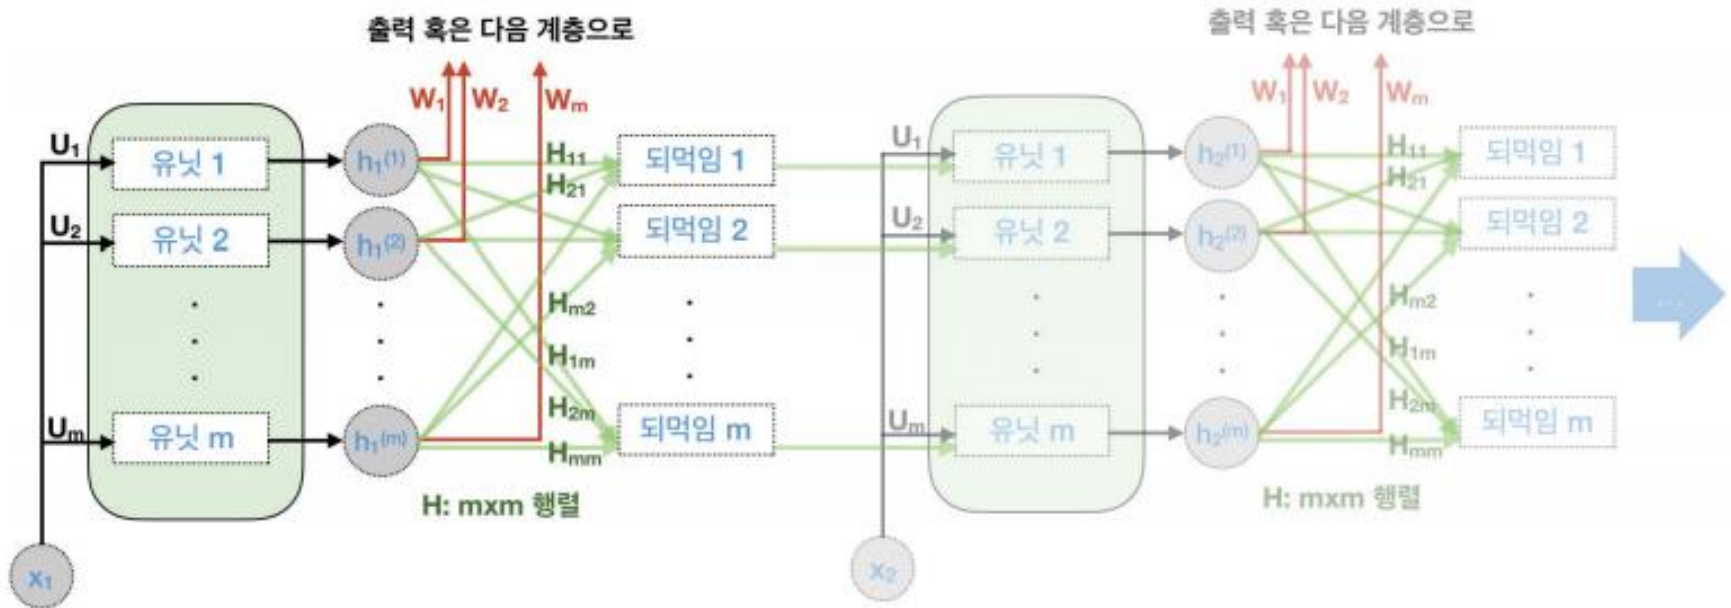 출력 혹은 다음 계층으로
W₁ W₂ Wₘ
U₁ 유닛 1 h₁⁽¹⁾ H₁₁ 되먹임 1
H₂₁
U₂ 유닛 2 h₁⁽²⁾ 되먹임 2
Hₘ₂
H₁ₘ
H₂ₘ
Uₘ 유닛 m h₁⁽ᵐ⁾ 되먹임 m
Hₘₘ
H: mxm 행렬
x₁
출력 혹은 다음 계층으로
W₁ W₂ Wₘ
U₁ 유닛 1 h₂⁽¹⁾ H₁₁ 되먹임 1
H₂₁
U₂ 유닛 2 h₂⁽²⁾ 되먹임 2
Hₘ₂
H₁ₘ
H₂ₘ
Uₘ 유닛 m h₂⁽ᵐ⁾ 되먹임 m
Hₘₘ
H: mxm 행렬
x₂
...